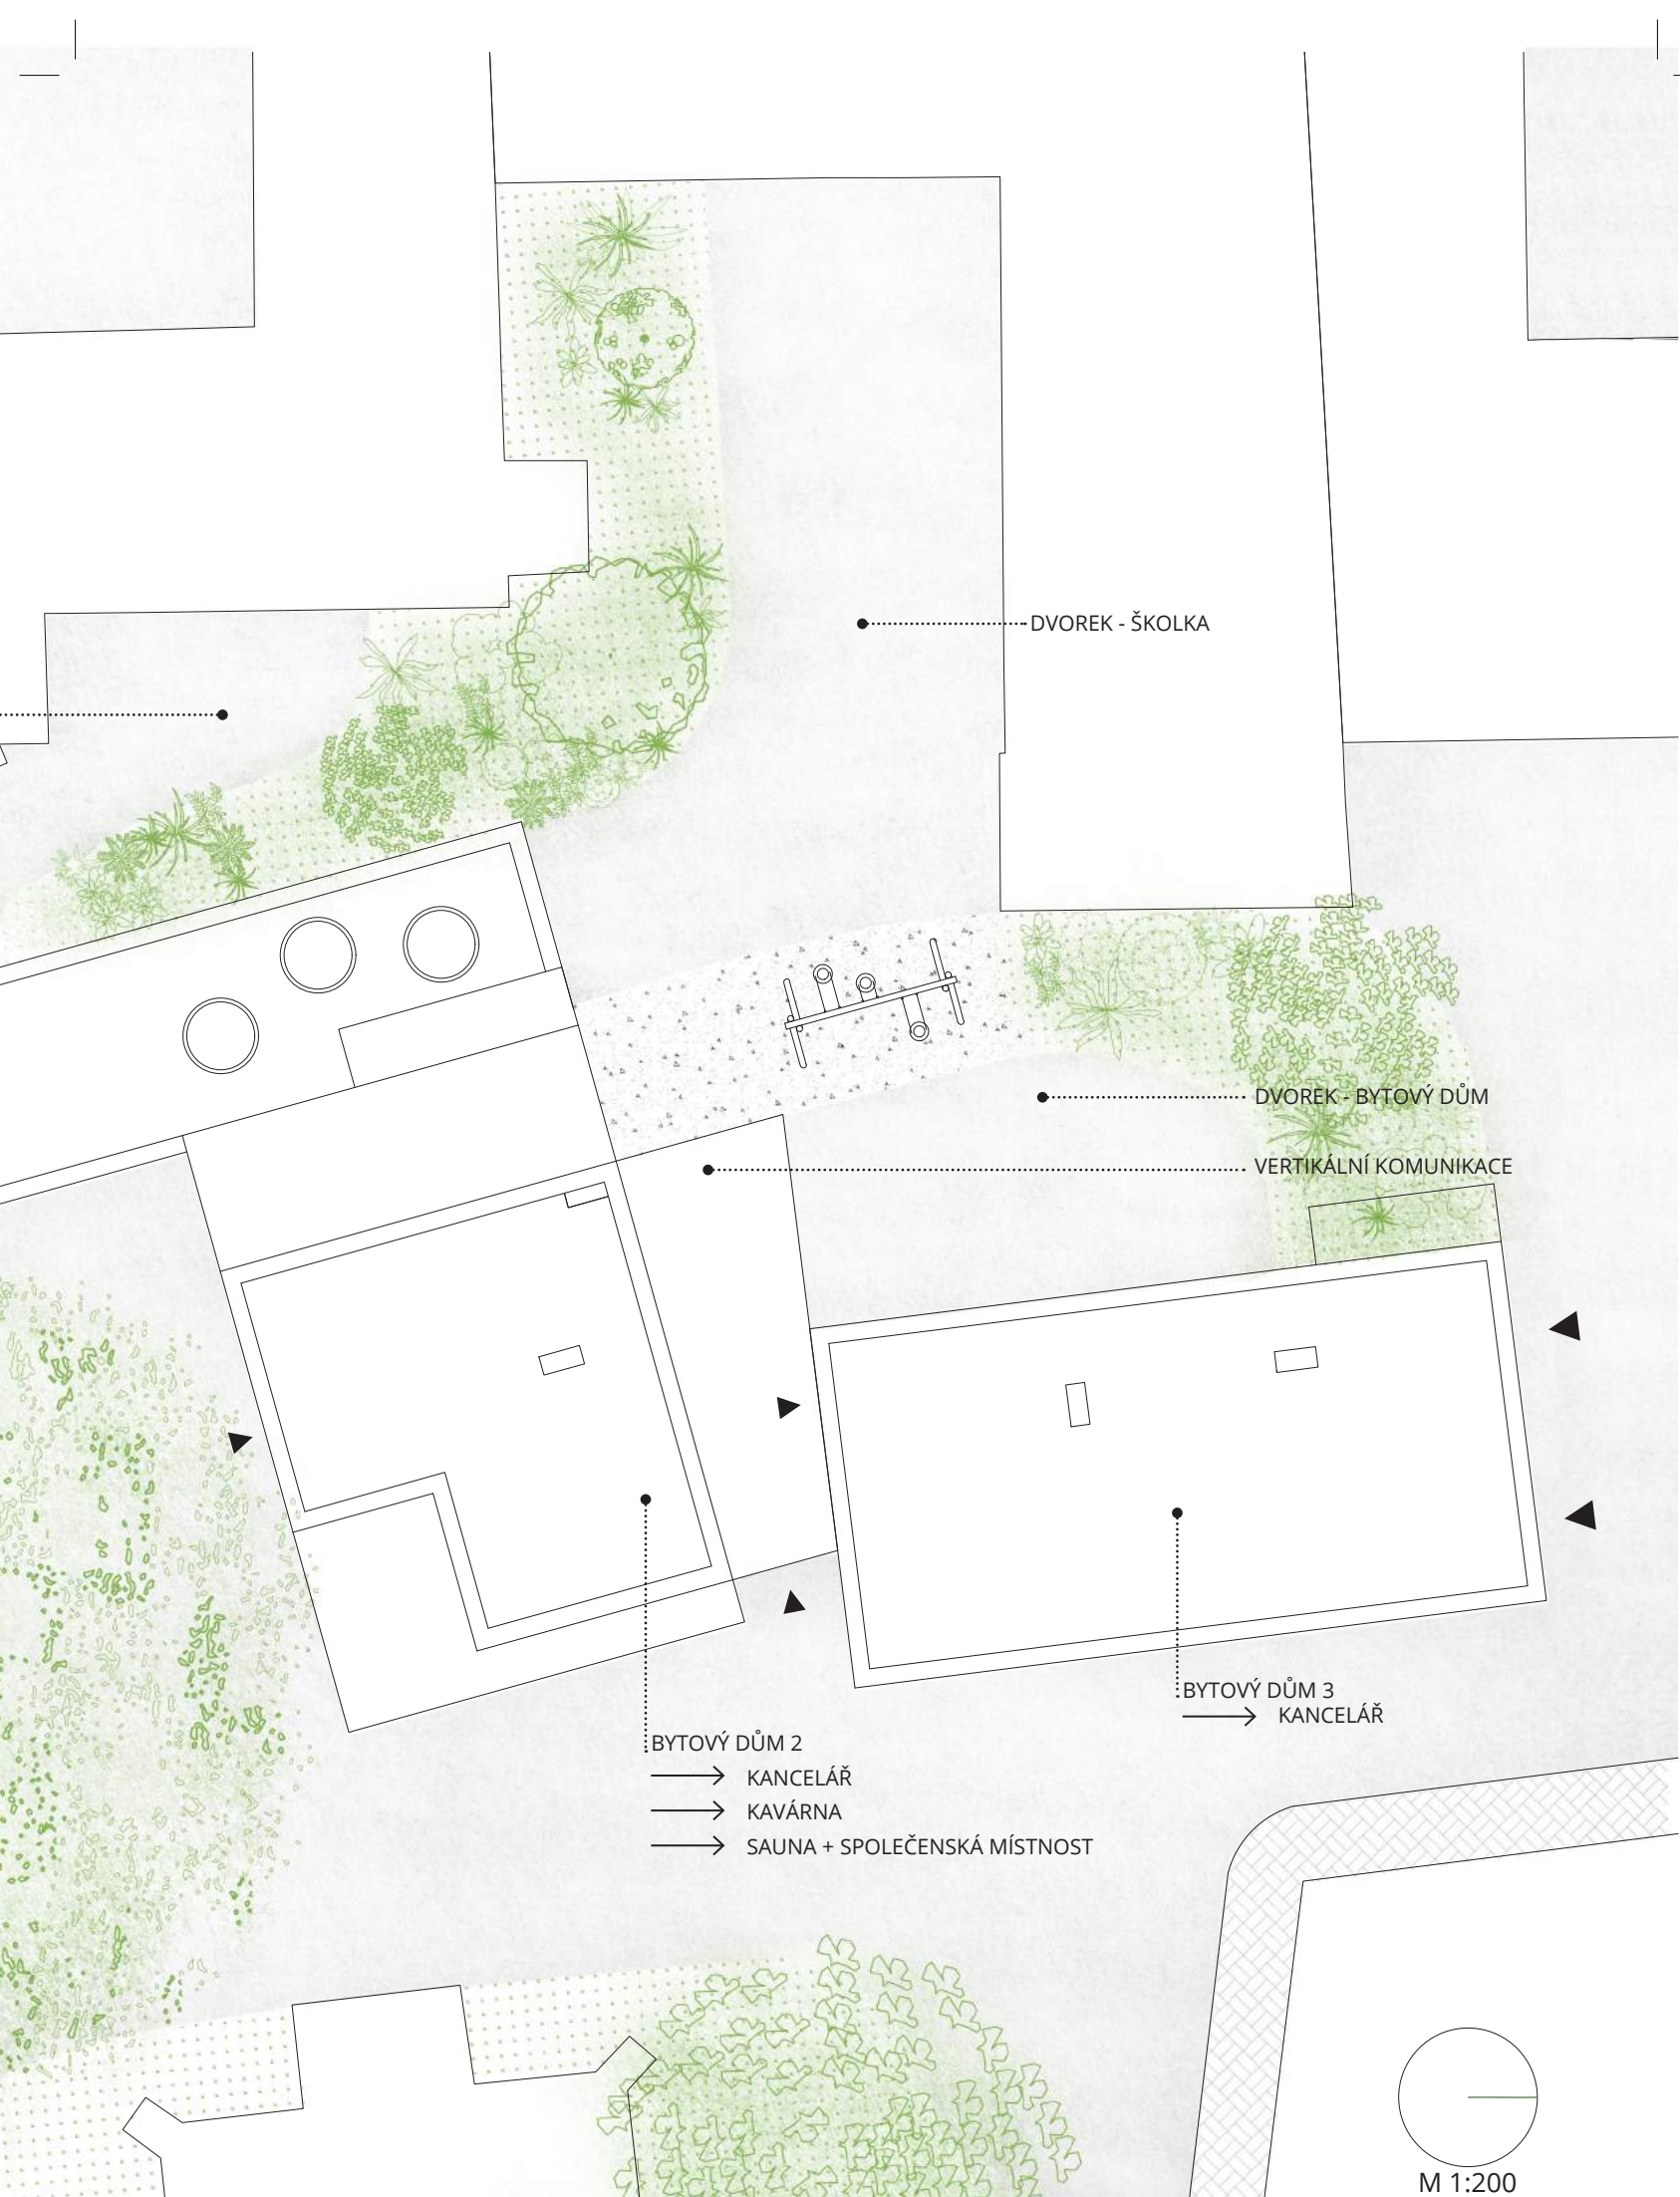 DVOREK - ŠKOLKA
DVOREK - BYTOVÝ DŮM
VERTIKÁLNÍ KOMUNIKACE
BYTOVÝ DŮM 3
KANCELÁŘ
BYTOVÝ DŮM 2
KANCELÁŘ
KAVÁRNA
SAUNA + SPOLEČENSKÁ MÍSTNOST
M 1:200